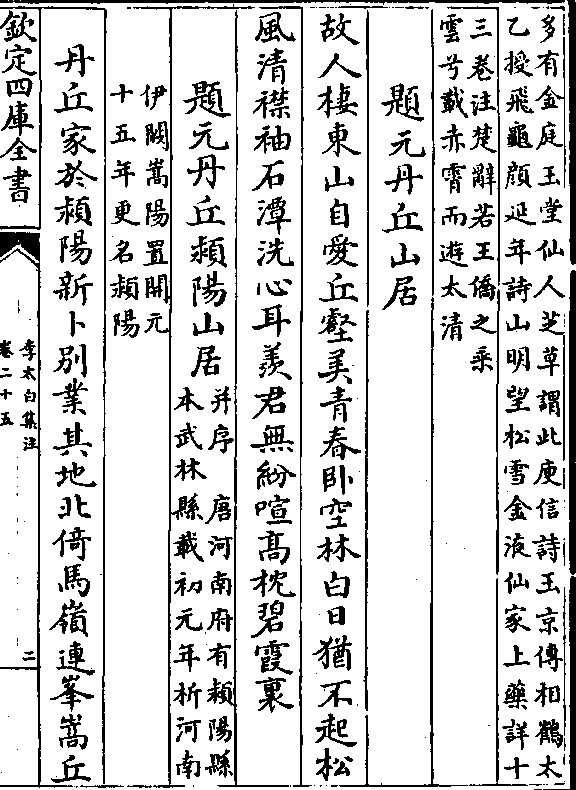 多有金庭玉堂仙人芝草謂此庾信詩玉京傳相鶴太
乙授飛龜顔延年詩山明望松雪金液仙家上藥詳十
三卷注楚辭若王僑之乘
雲兮載赤霄而遊太清
題元丹丘山居
故人棲東山自愛丘壑美青春卧空林白日猶不起松
風清襟袖石潭洗心耳羨君無紛喧髙枕碧霞裏
題元丹丘潁陽山居并序 唐河南府有潁陽縣
本武林縣載初元年析河南
伊闕嵩陽置開元
十五年更名潁陽
丹丘家於潁陽新卜别業其地北倚馬嶺連峯嵩丘
欽定四庫全書
李太白集注
卷二十五
二